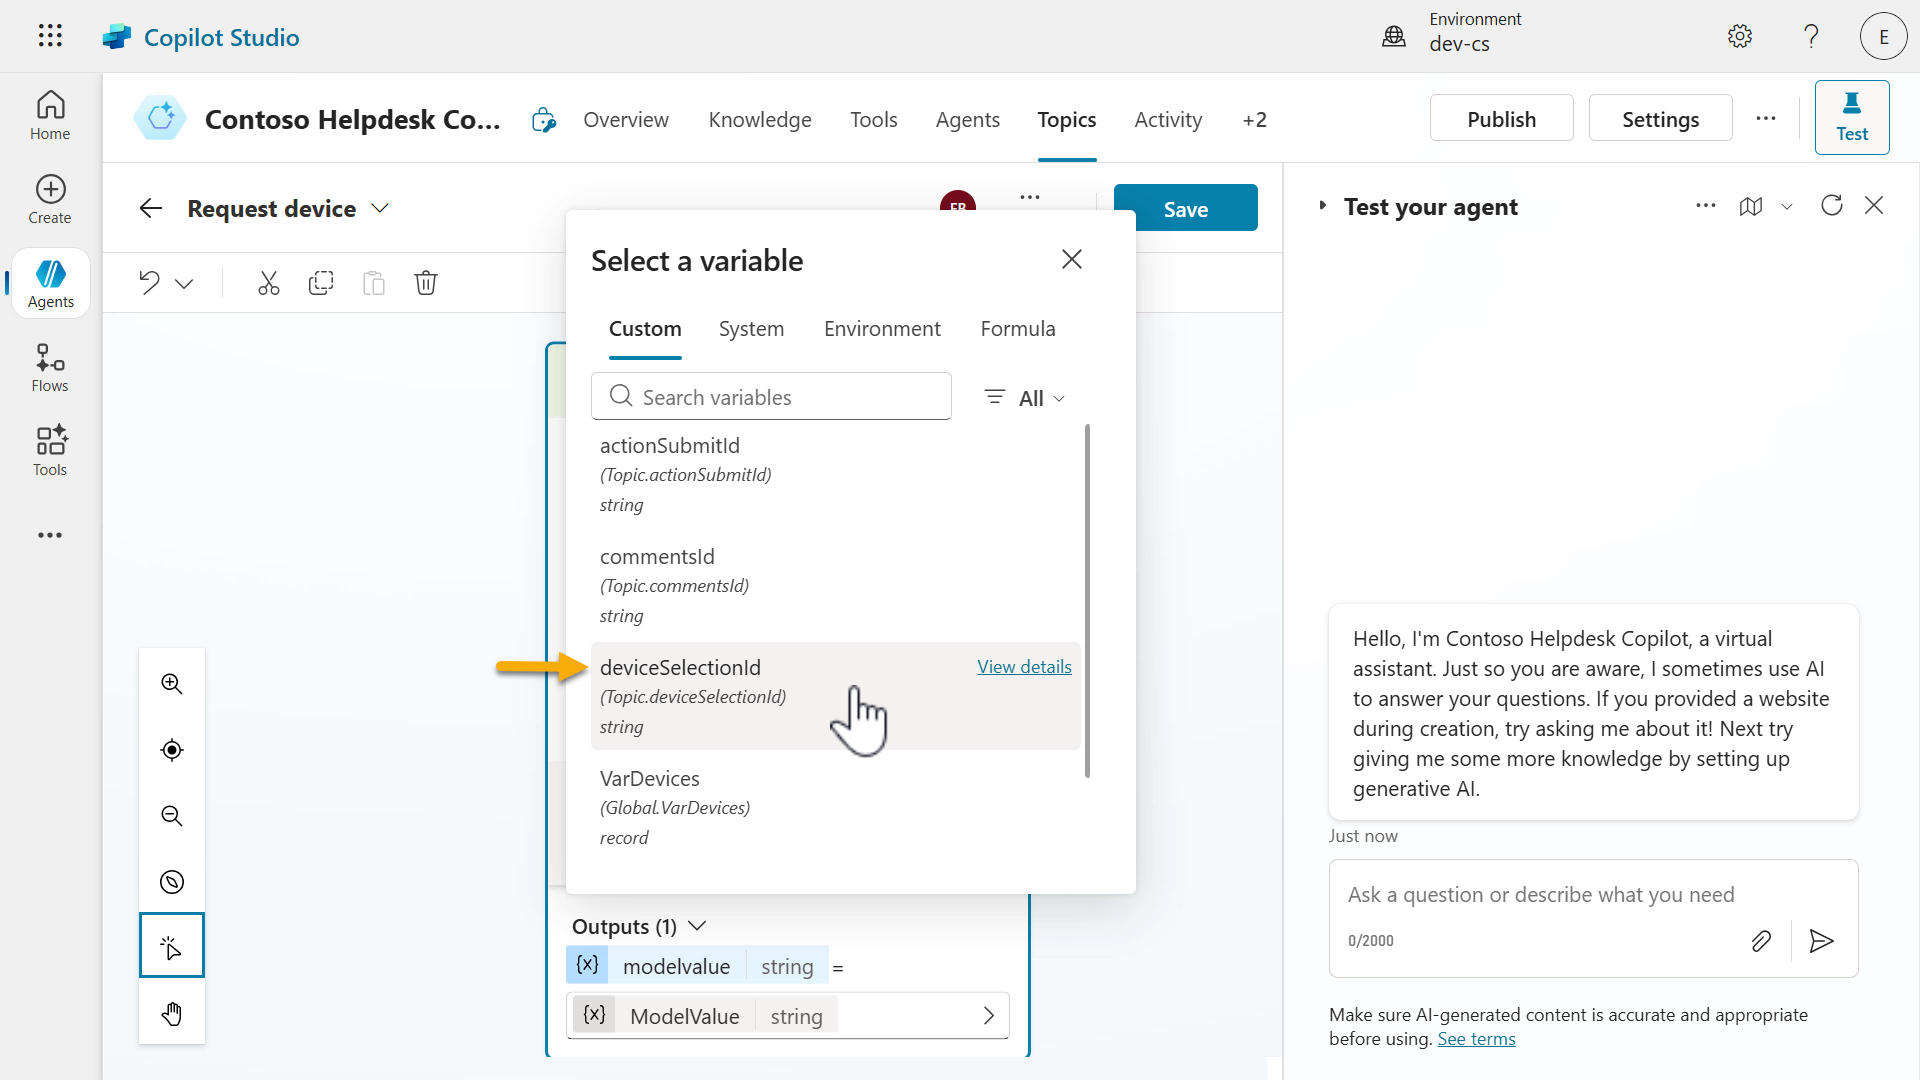 Copilot Studio
Environment
dev-cs
E
Home
Create
Agents
Flows
Tools
Contoso Helpdesk Co...
Overview
Knowledge
Tools
Agents
Topics
Activity
+2
Publish
Settings
Test
Request device
Save
Select a variable
Custom
System
Environment
Formula
Search variables
All
actionSubmitId
(Topic.actionSubmitId)
string
commentsId
(Topic.commentsId)
string
deviceSelectionId
View details
(Topic.deviceSelectionId)
string
VarDevices
(Global.VarDevices)
record
Outputs (1)
{x} modelvalue string =
{x} ModelValue string
Test your agent
Hello, I'm Contoso Helpdesk Copilot, a virtual
assistant. Just so you are aware, I sometimes use AI
to answer your questions. If you provided a website
during creation, try asking me about it! Next try
giving me some more knowledge by setting up
generative AI.
Just now
Ask a question or describe what you need
0/2000
Make sure AI-generated content is accurate and appropriate
before using. See terms